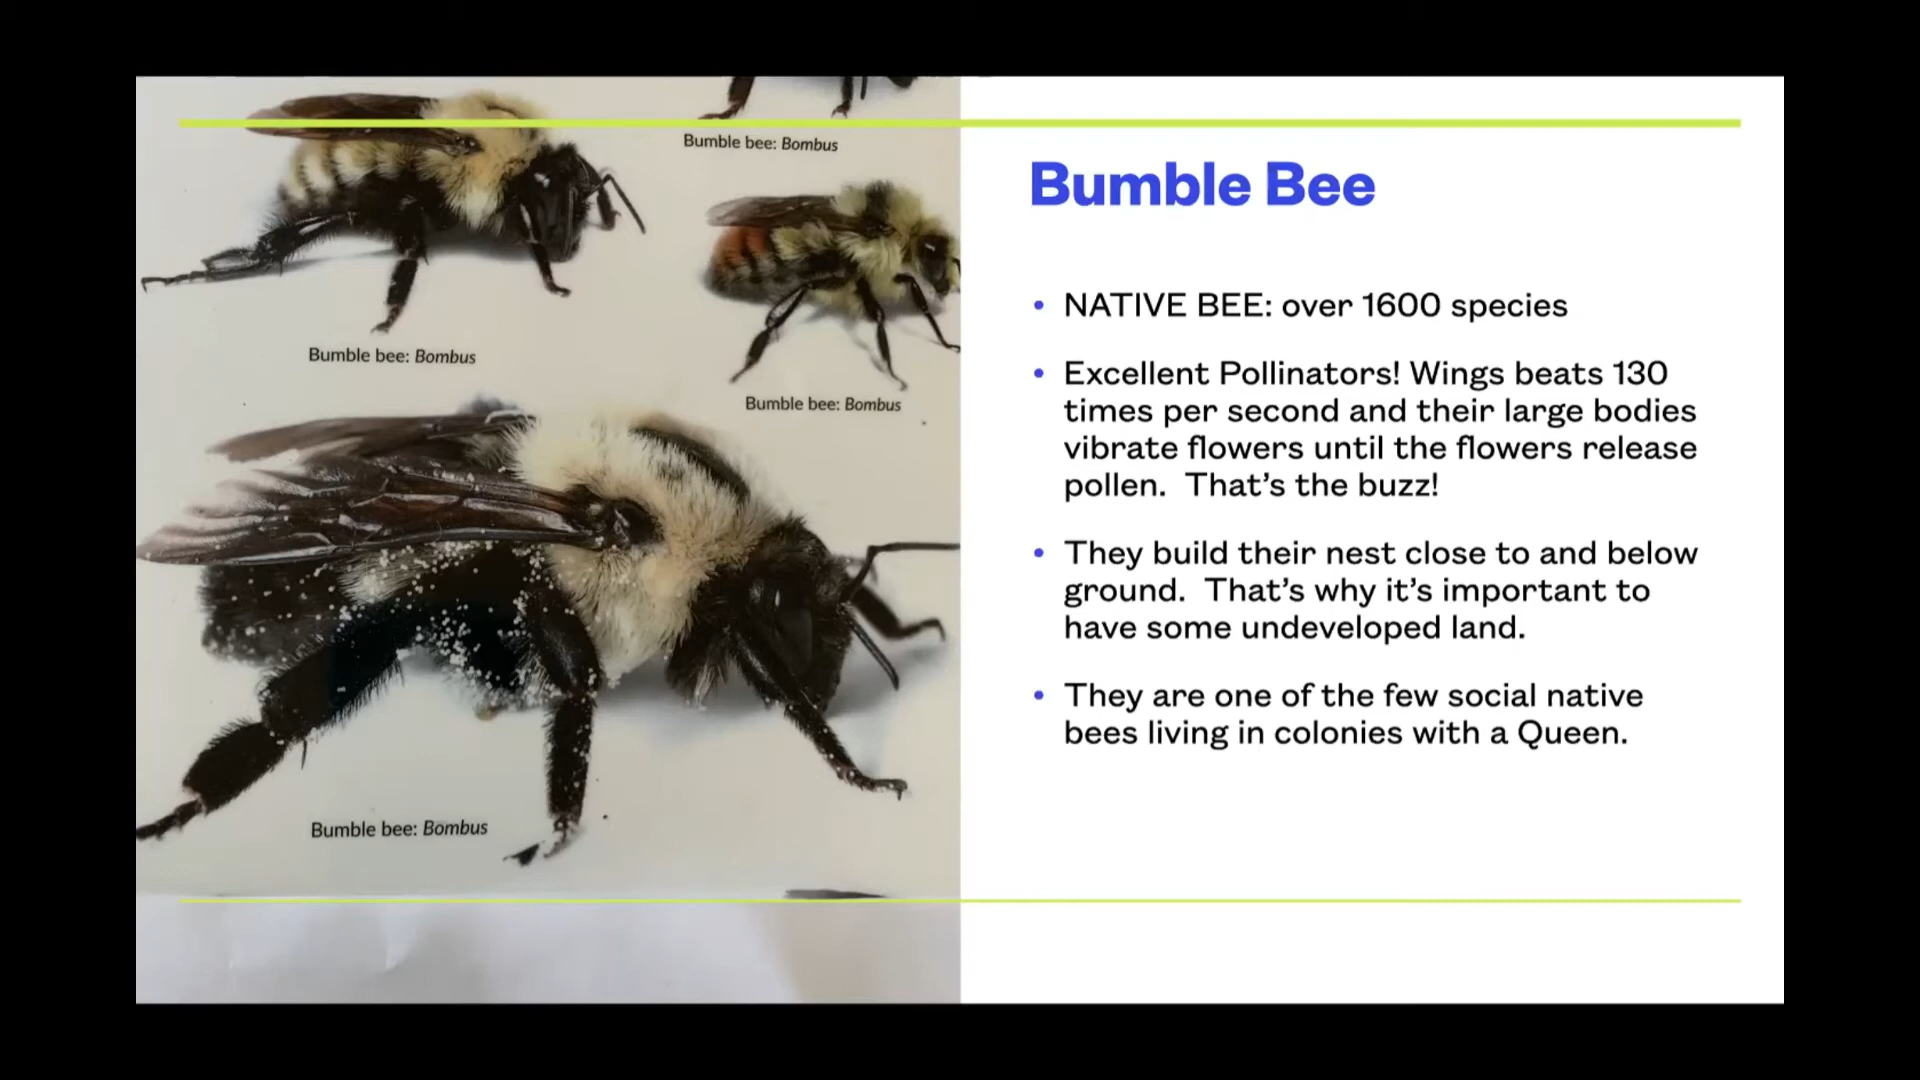 Bumble bee: Bombus
Bumble bee: Bombus
Bumble bee: Bombus
Bumble bee: Bombus
Bumble Bee
• NATIVE BEE: over 1600 species
• Excellent Pollinators! Wings beats 130
times per second and their large bodies
vibrate flowers until the flowers release
pollen.  That’s the buzz!
• They build their nest close to and below
ground.  That’s why it’s important to
have some undeveloped land.
• They are one of the few social native
bees living in colonies with a Queen.